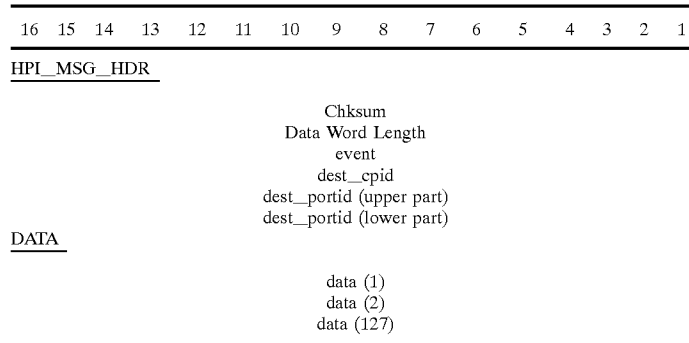 16 15 14 13 12 11 10 9 8 7 6 5 4 3 2 1
HPI_MSG_HDR
Chksum
Data Word Length
event
dest_cpid
dest_portid (upper part)
dest_portid (lower part)
DATA
data (1)
data (2)
data (127)